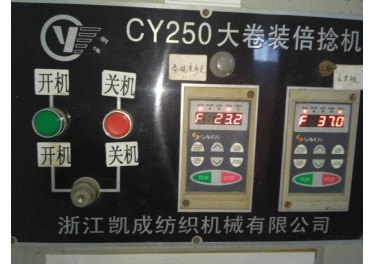 CY250大卷装倍捻机
开机 关机
F 23.2
F 37.0
SAVCH
RUN STOP
RUN STOP
开机 关机
浙江凯成纺织机械有限公司